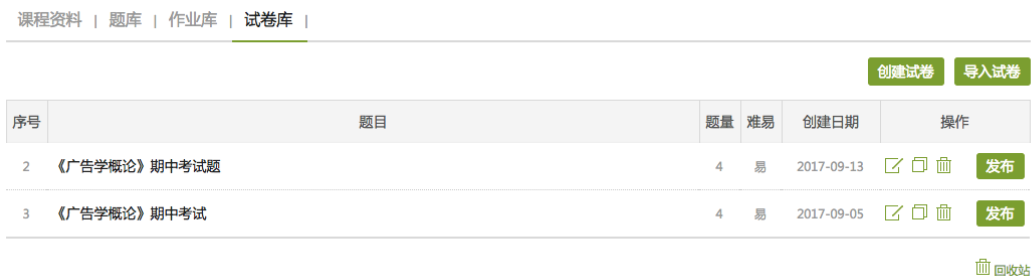 课程资料 | 题库 | 作业库 | 试卷库 |
创建试卷 导入试卷
序号 题目 题量 难易 创建日期 操作
2 《广告学概论》期中考试题 4 易 2017-09-13 发布
3 《广告学概论》期中考试 4 易 2017-09-05 发布
回收站